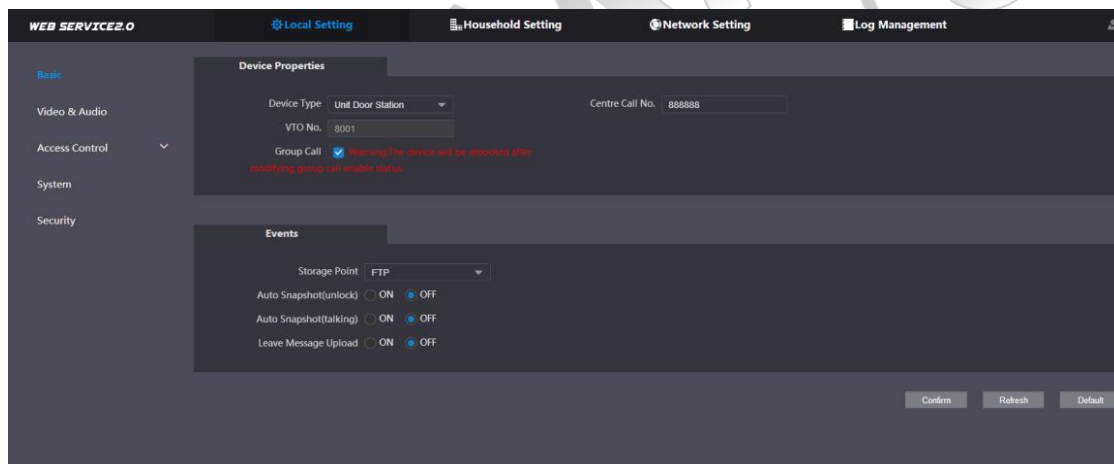 WEB SERVICE2.0
Local Setting
Household Setting
Network Setting
Log Management
Basic
Video & Audio
Access Control
System
Security
Device Properties
Device Type Unit Door Station
Centre Call No. 888888
VTO No. 8001
Group Call Warning:The device will be rebooted after
modifying group call enable status.
Events
Storage Point FTP
Auto Snapshot(unlock) ON OFF
Auto Snapshot(talking) ON OFF
Leave Message Upload ON OFF
Confirm Refresh Default